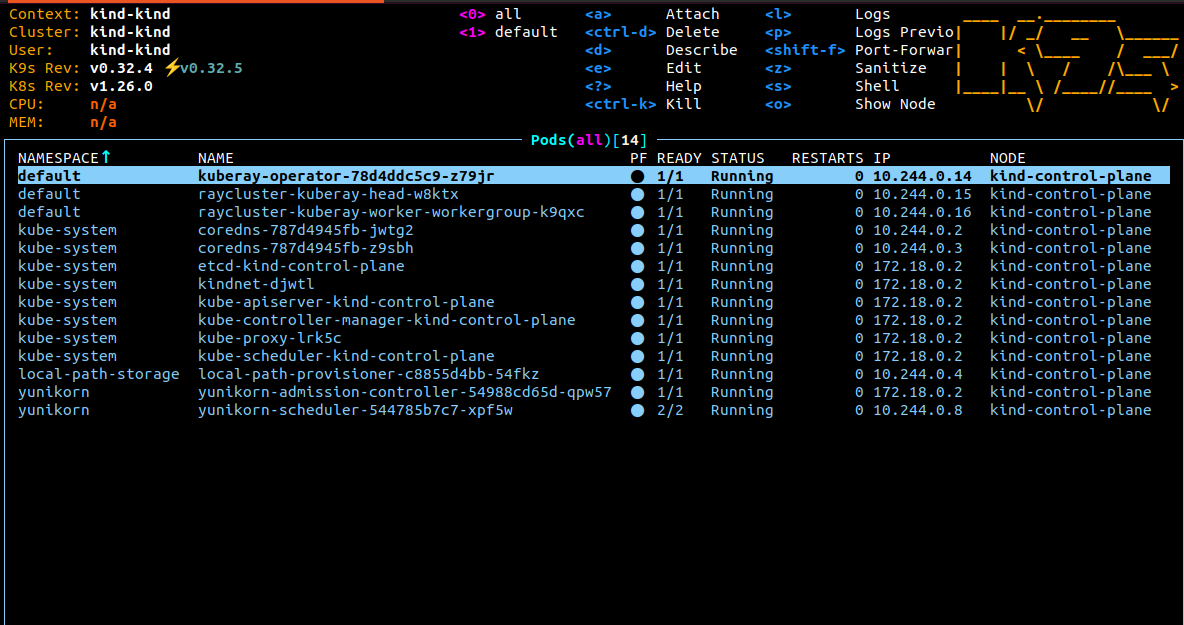 Context: kind-kind <0> all <a> Attach <l> Logs
Cluster: kind-kind <1> default <ctrl-d> Delete <p> Logs Previo
User: kind-kind <d> Describe <shift-f> Port-Forwar
K9s Rev: v0.32.4 ⚡v0.32.5 <e> Edit <z> Sanitize
K8s Rev: v1.26.0 <?> Help <s> Shell
CPU: n/a <ctrl-k> Kill <o> Show Node
MEM: n/a
Pods(all)[14]
NAMESPACE↑ NAME PF READY STATUS RESTARTS IP NODE
default kuberay-operator-78d4ddc5c9-z79jr ● 1/1 Running 0 10.244.0.14 kind-control-plane
default raycluster-kuberay-head-w8ktx ● 1/1 Running 0 10.244.0.15 kind-control-plane
default raycluster-kuberay-worker-workergroup-k9qxc ● 1/1 Running 0 10.244.0.16 kind-control-plane
kube-system coredns-787d4945fb-jwtg2 ● 1/1 Running 0 10.244.0.2 kind-control-plane
kube-system coredns-787d4945fb-z9sbh ● 1/1 Running 0 10.244.0.3 kind-control-plane
kube-system etcd-kind-control-plane ● 1/1 Running 0 172.18.0.2 kind-control-plane
kube-system kindnet-djwtl ● 1/1 Running 0 172.18.0.2 kind-control-plane
kube-system kube-apiserver-kind-control-plane ● 1/1 Running 0 172.18.0.2 kind-control-plane
kube-system kube-controller-manager-kind-control-plane ● 1/1 Running 0 172.18.0.2 kind-control-plane
kube-system kube-proxy-lrk5c ● 1/1 Running 0 172.18.0.2 kind-control-plane
kube-system kube-scheduler-kind-control-plane ● 1/1 Running 0 172.18.0.2 kind-control-plane
local-path-storage local-path-provisioner-c8855d4bb-54fkz ● 1/1 Running 0 10.244.0.4 kind-control-plane
yunikorn yunikorn-admission-controller-54988cd65d-qpw57 ● 1/1 Running 0 172.18.0.2 kind-control-plane
yunikorn yunikorn-scheduler-544785b7c7-xpf5w ● 2/2 Running 0 10.244.0.8 kind-control-plane